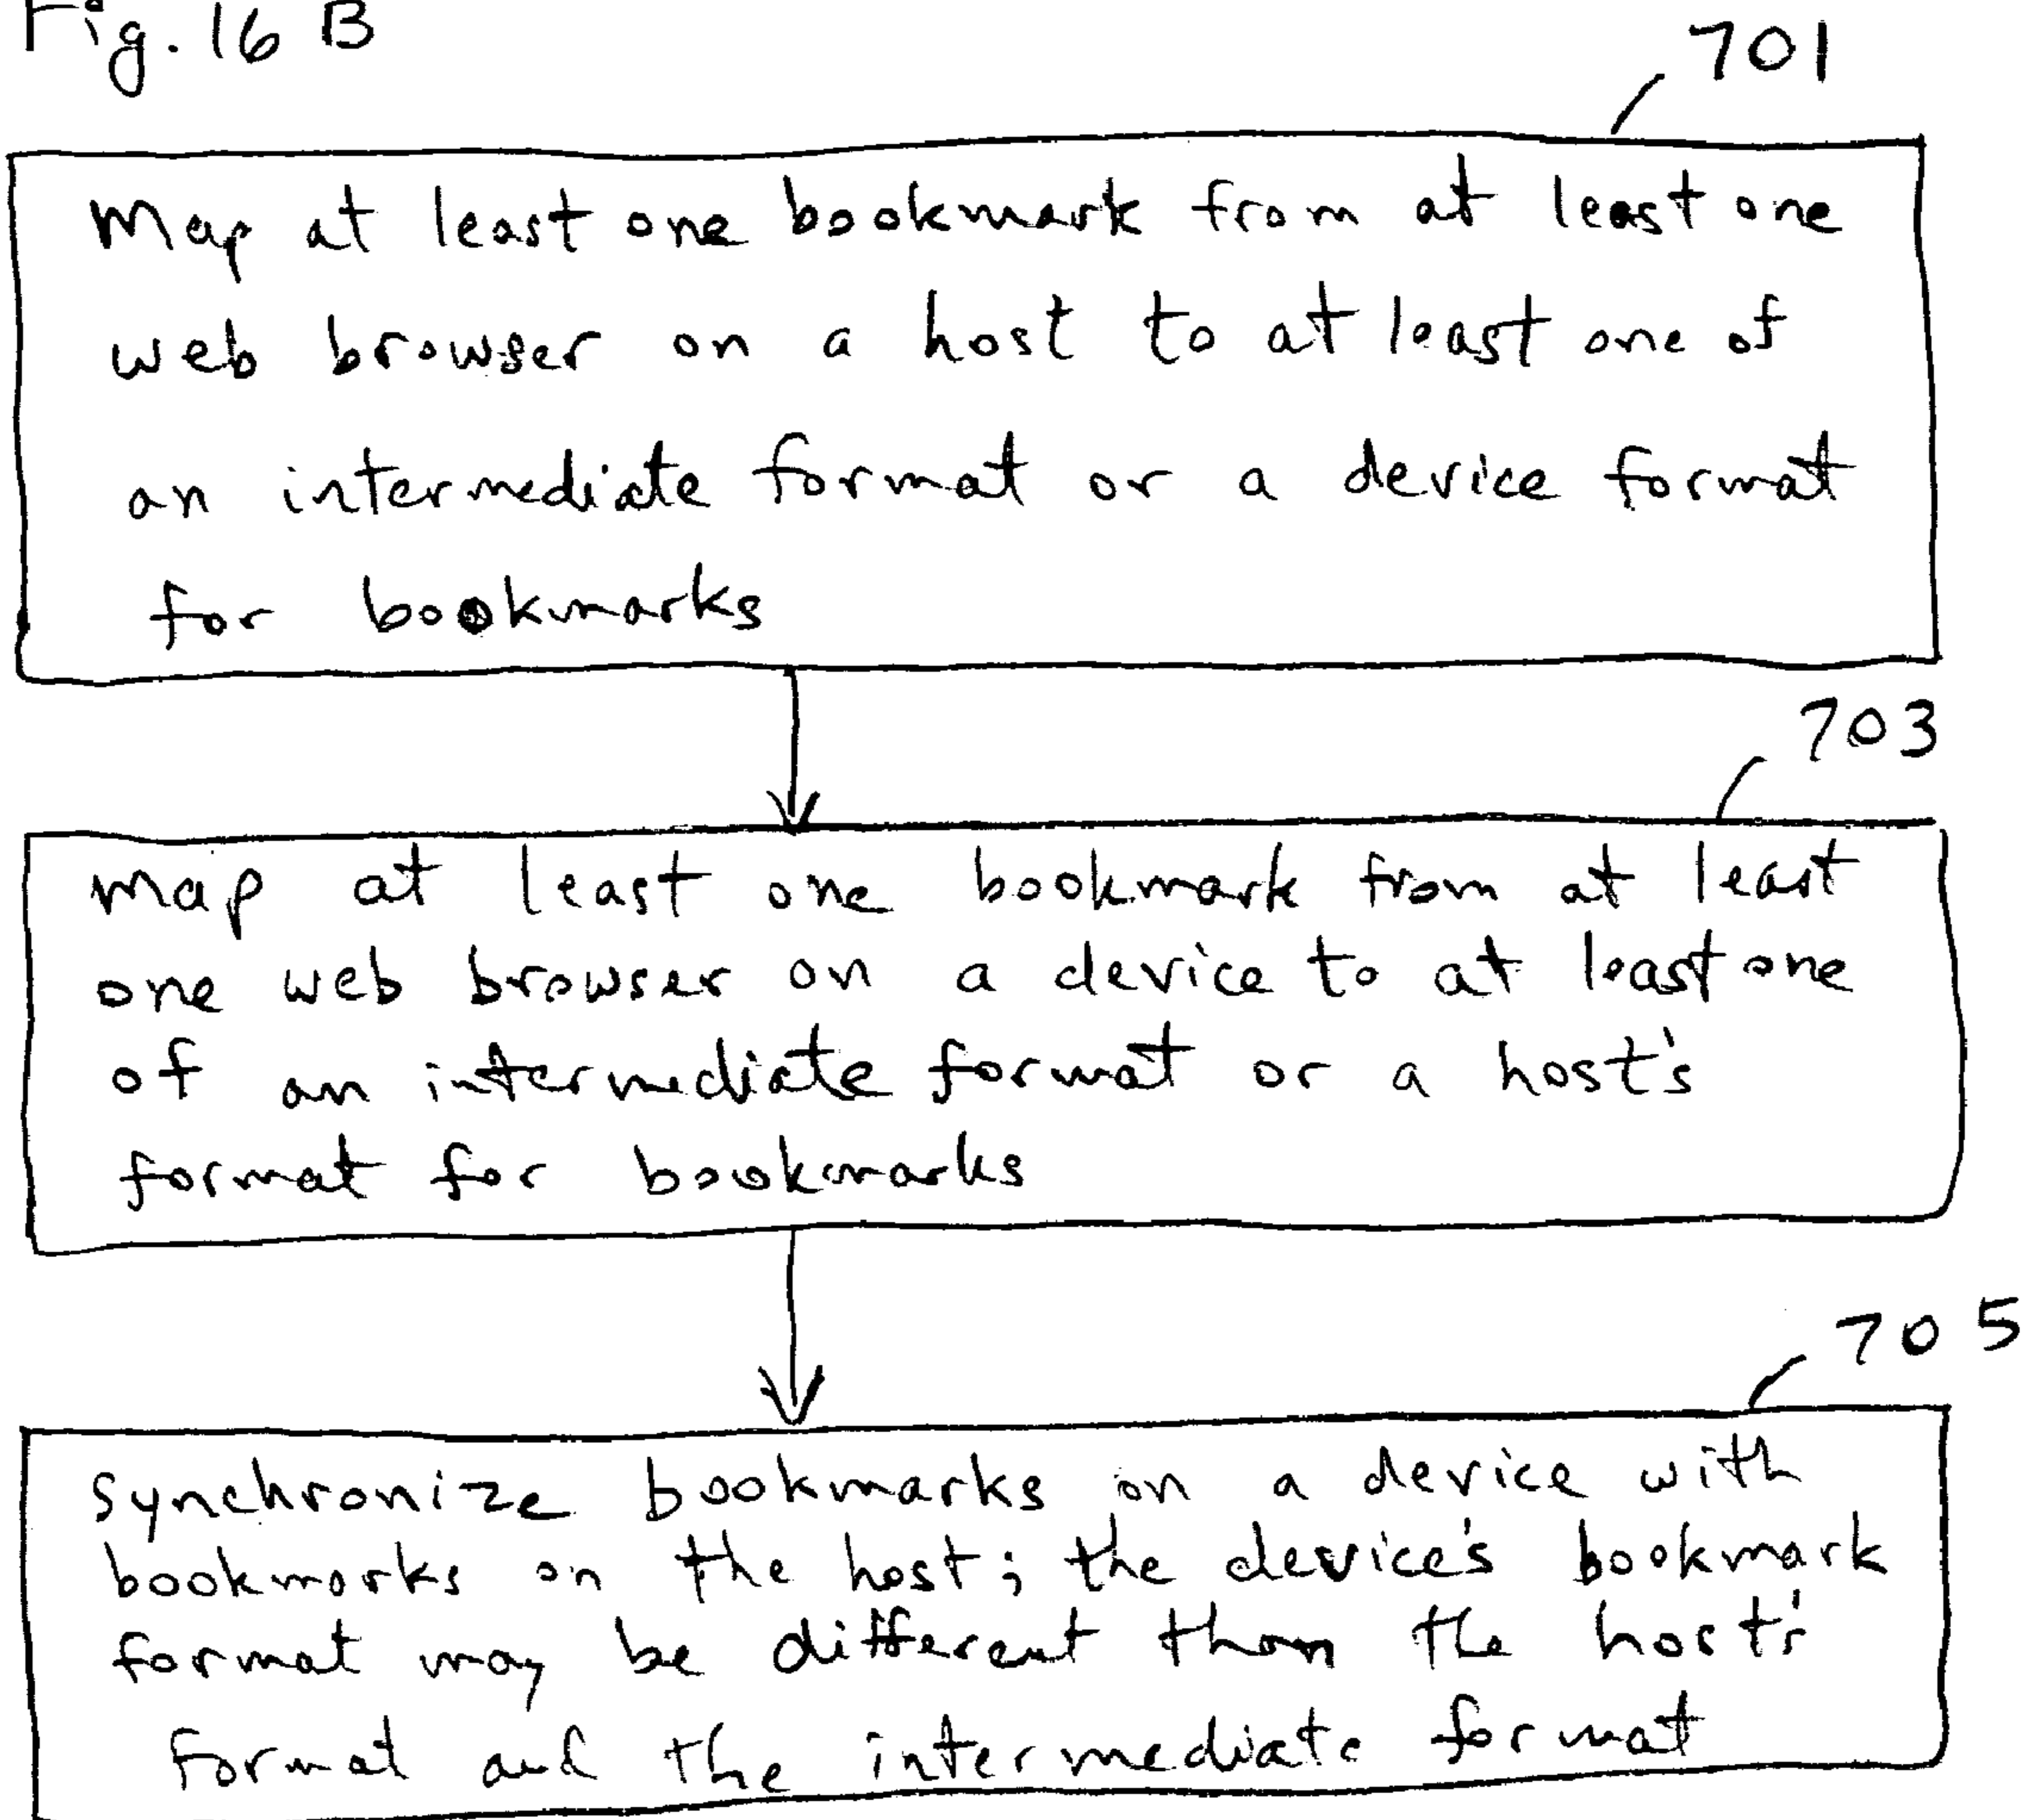 Fig. 16 B
701
Map at least one bookmark from at least one
web browser on a host to at least one of
an intermediate format or a device format
for bookmarks
703
map at least one bookmark from at least
one web browser on a device to at least one
of an intermediate format or a host's
format for bookmarks
705
synchronize bookmarks on a device with
bookmarks on the host; the device's bookmark
format may be different than the host's
format and the intermediate format